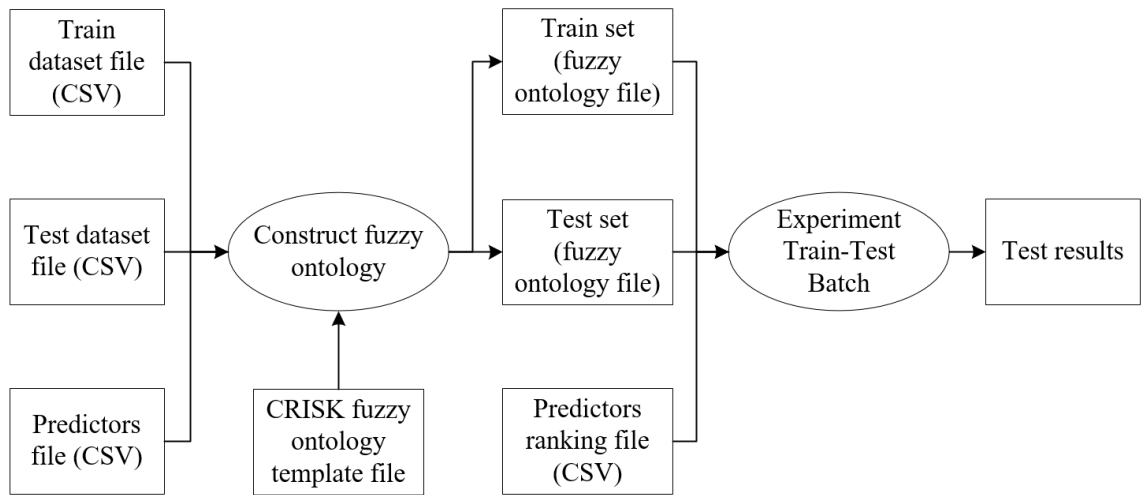 Train
dataset file
(CSV)
Test dataset
file (CSV)
Predictors
file (CSV)
Construct fuzzy
ontology
CRISK fuzzy
ontology
template file
Train set
(fuzzy
ontology file)
Test set
(fuzzy
ontology file)
Predictors
ranking file
(CSV)
Experiment
Train-Test
Batch
Test results